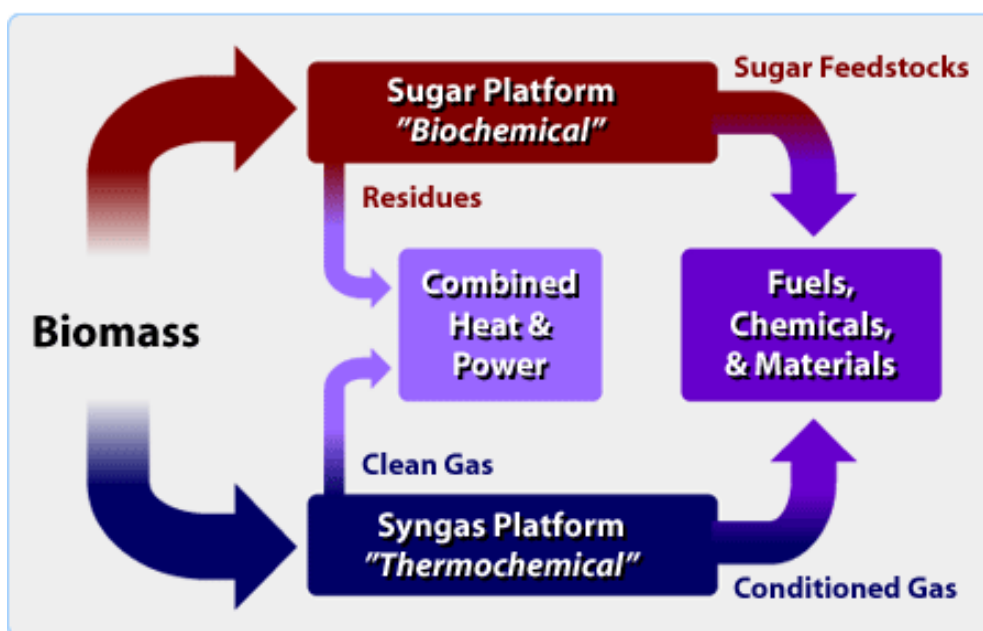 Sugar Feedstocks
Sugar Platform
"Biochemical"
Residues
Combined
Heat &
Power
Fuels,
Chemicals,
& Materials
Biomass
Clean Gas
Syngas Platform
"Thermochemical"
Conditioned Gas